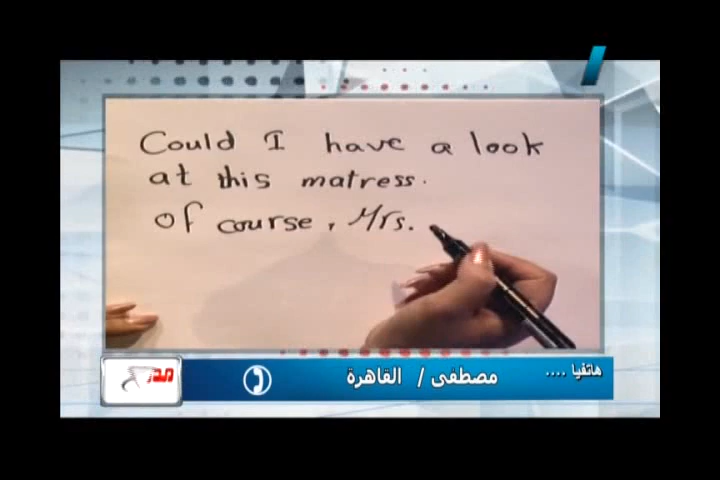 Could I have a look
at this matress.
of course, Mrs.
هاتفيا ....
مصطفى / القاهرة